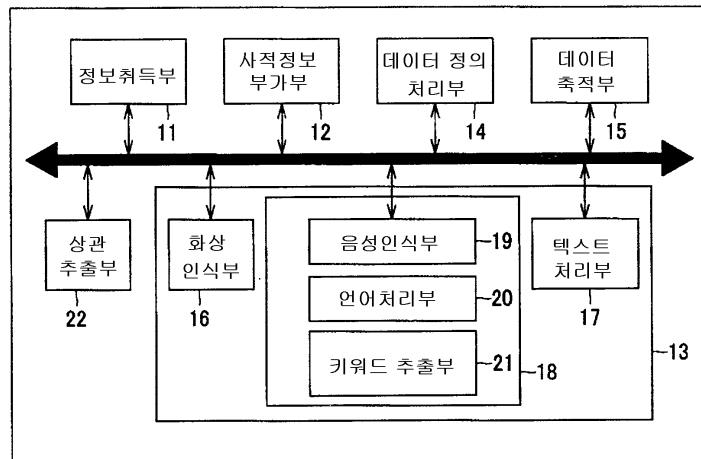 정보취득부
11
사적정보
부가부
12
데이터 정의
처리부
14
데이터
축적부
15
상관
추출부
22
화상
인식부
16
음성인식부
19
언어처리부
20
키워드 추출부
21
18
텍스트
처리부
17
13